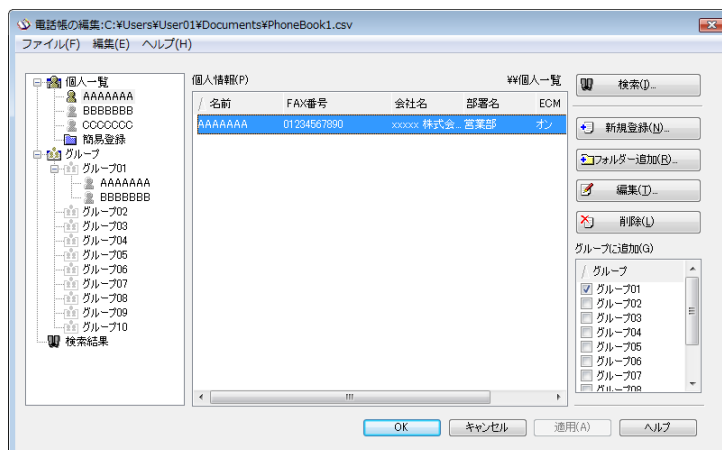 電話帳の編集:C:¥Users¥User01¥Documents¥PhoneBook1.csv
ファイル(F) 編集(E) ヘルプ(H)
個人一覧
AAAAAAA
BBBBBBB
CCCCCCC
簡易登録
グループ
グループ01
AAAAAAA
BBBBBBB
グループ02
グループ03
グループ04
グループ05
グループ06
グループ07
グループ08
グループ09
グループ10
検索結果
個人情報(P) ¥¥個人一覧
/ 名前 FAX番号 会社名 部署名 ECM
AAAAAAA 01234567890 xxxxx 株式会... 営業部 オン
検索(I)...
新規登録(N)...
フォルダー追加(R)...
編集(T)...
削除(L)
グループに追加(G)
/ グループ
グループ01
グループ02
グループ03
グループ04
グループ05
グループ06
グループ07
グループ08
OK キャンセル 適用(A) ヘルプ